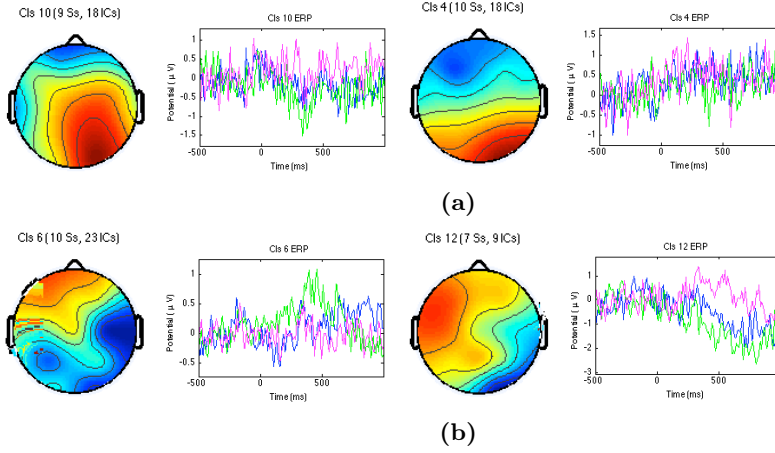 Cls 10 (9 Ss, 18 ICs)
Cls 10 ERP
Potential (μV)
1
0.5
0
-0.5
-1
-1.5
-500
0
500
Time (ms)
Cls 4 (10 Ss, 18 ICs)
Cls 4 ERP
Potential (μV)
1.5
1
0.5
0
-0.5
-1
-500
0
500
Time (ms)
(a)
Cls 6 (10 Ss, 23 ICs)
Cls 6 ERP
Potential (μV)
1
0.5
0
-0.5
-500
0
500
Time (ms)
Cls 12 (7 Ss, 9 ICs)
Cls 12 ERP
Potential (μV)
1
0
-1
-2
-3
-500
0
500
Time (ms)
(b)